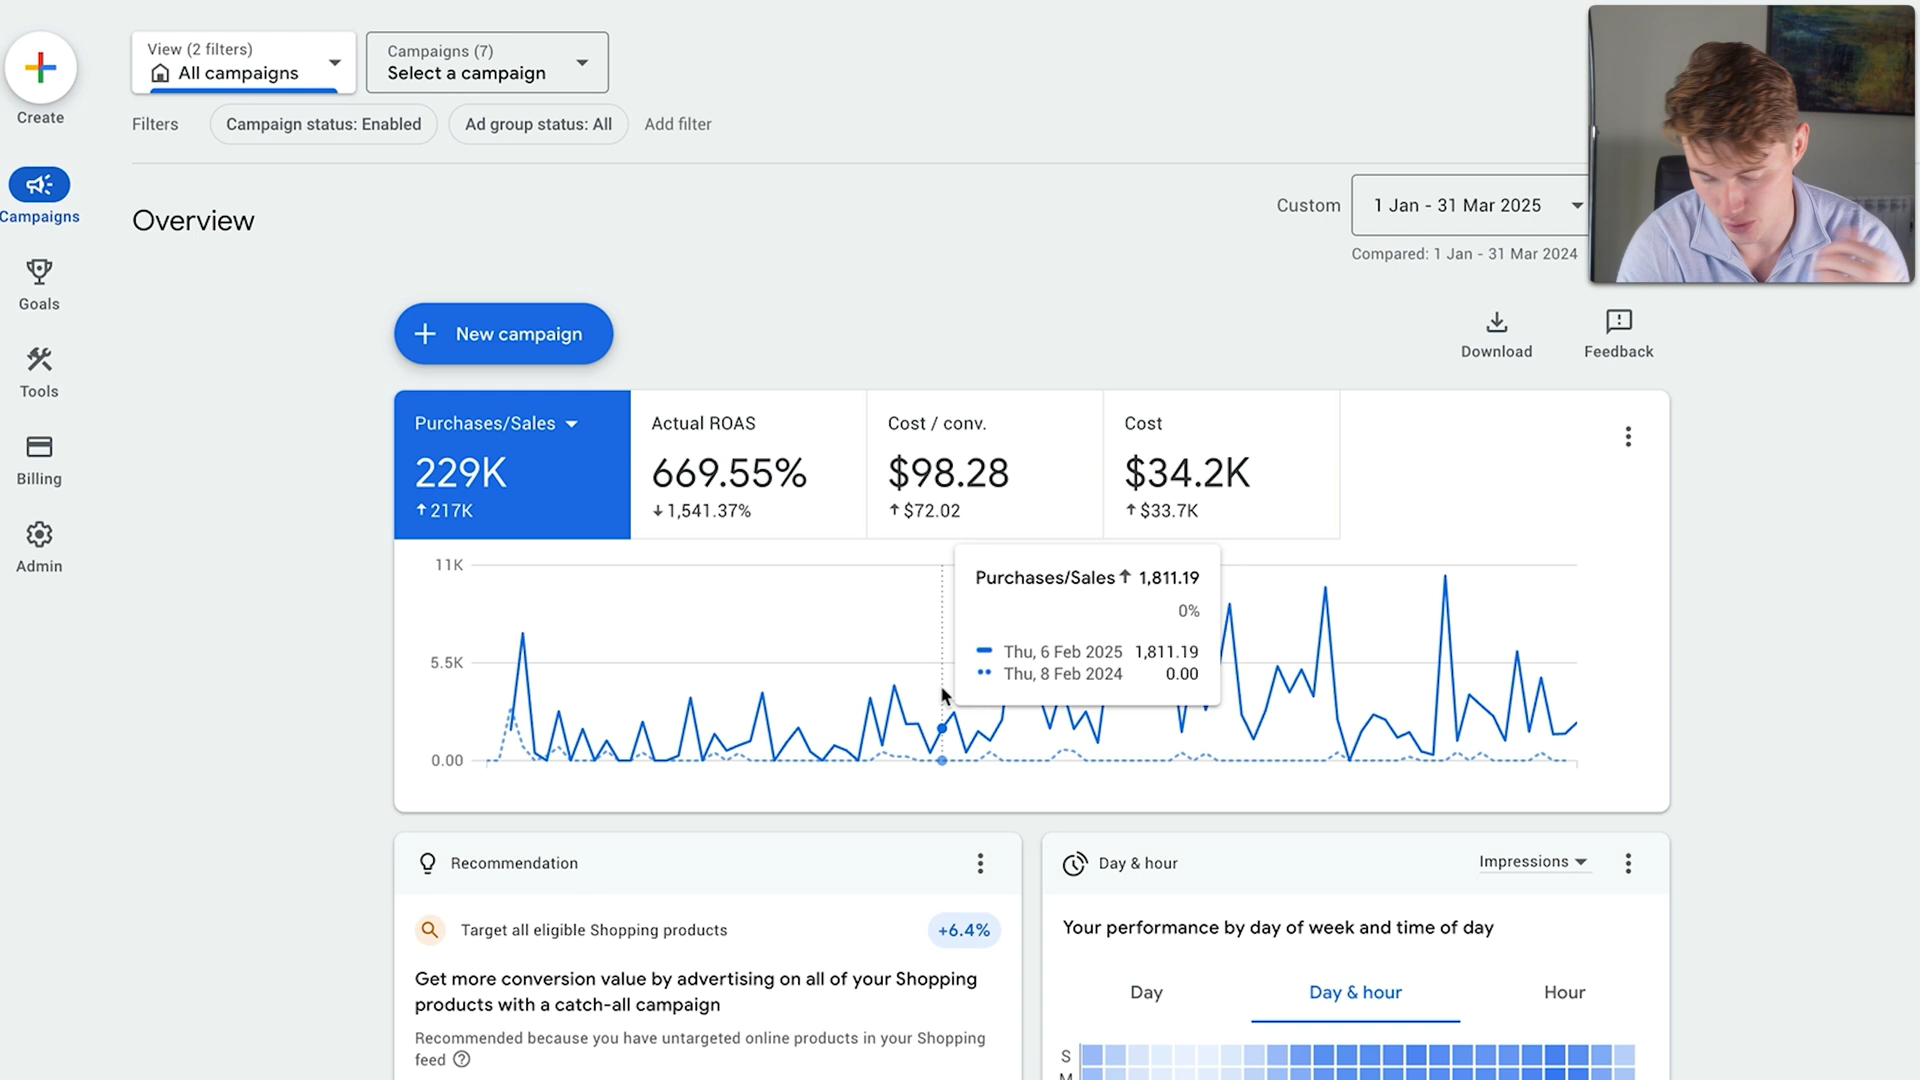 Create
Campaigns
Goals
Tools
Billing
Admin
View (2 filters)
All campaigns
Campaigns (7)
Select a campaign
Filters
Campaign status: Enabled
Ad group status: All
Add filter
Overview
Custom
1 Jan - 31 Mar 2025
Compared: 1 Jan - 31 Mar 2024
New campaign
Download
Feedback
Purchases/Sales
229K
↑ 217K
Actual ROAS
669.55%
↓ 1,541.37%
Cost / conv.
$98.28
↑ $72.02
Cost
$34.2K
↑ $33.7K
11K
5.5K
0.00
Purchases/Sales ↑ 1,811.19
0%
Thu, 6 Feb 2025 1,811.19
Thu, 8 Feb 2024 0.00
Recommendation
Target all eligible Shopping products
+6.4%
Get more conversion value by advertising on all of your Shopping
products with a catch-all campaign
Recommended because you have untargeted online products in your Shopping
feed
Day & hour
Impressions
Your performance by day of week and time of day
Day
Day & hour
Hour
S
M